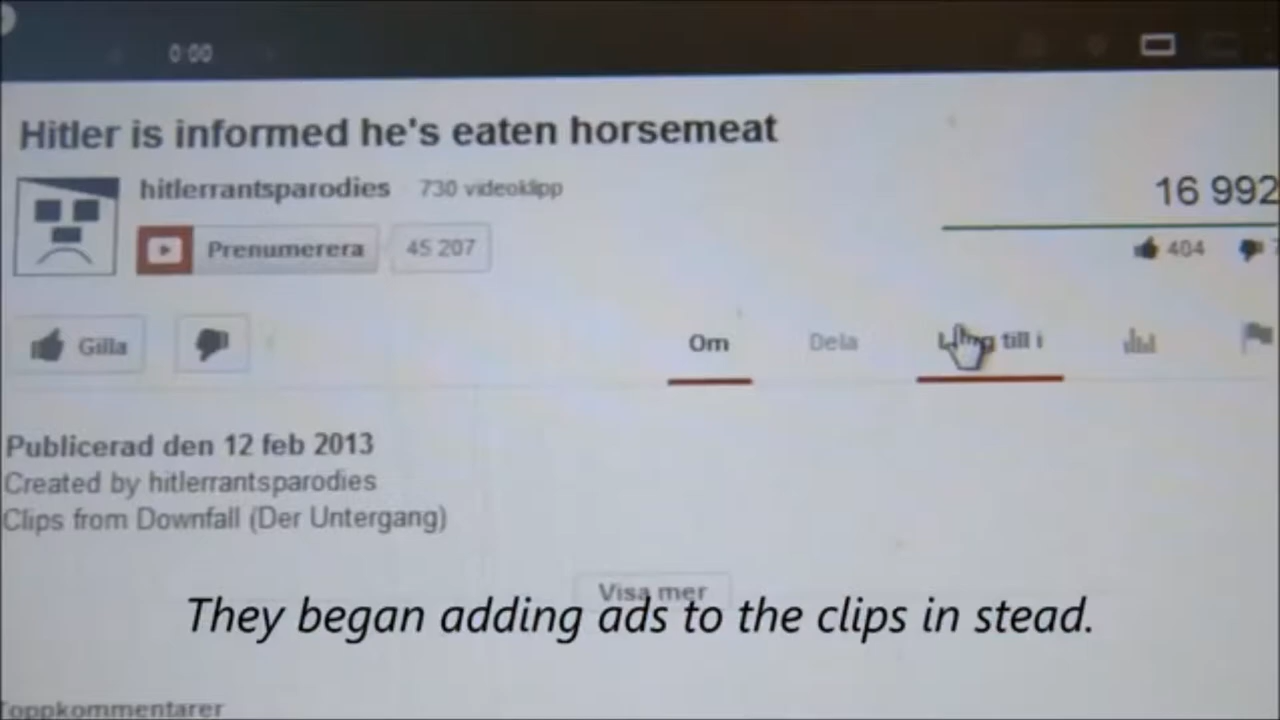 0:00
Hitler is informed he's eaten horsemeat
hitlerrantsparodies 730 videoklipp
16 992
Prenumerera 45 207
404
Gilla
Om Dela till i
Publicerad den 12 feb 2013
Created by hitlerrantsparodies
Clips from Downfall (Der Untergang)
Visa mer
They began adding ads to the clips in stead.
Toppkommentarer